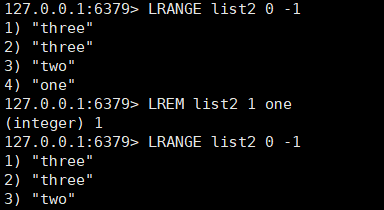 127.0.0.1:6379> LRANGE list2 0 -1
1) "three"
2) "three"
3) "two"
4) "one"
127.0.0.1:6379> LREM list2 1 one
(integer) 1
127.0.0.1:6379> LRANGE list2 0 -1
1) "three"
2) "three"
3) "two"